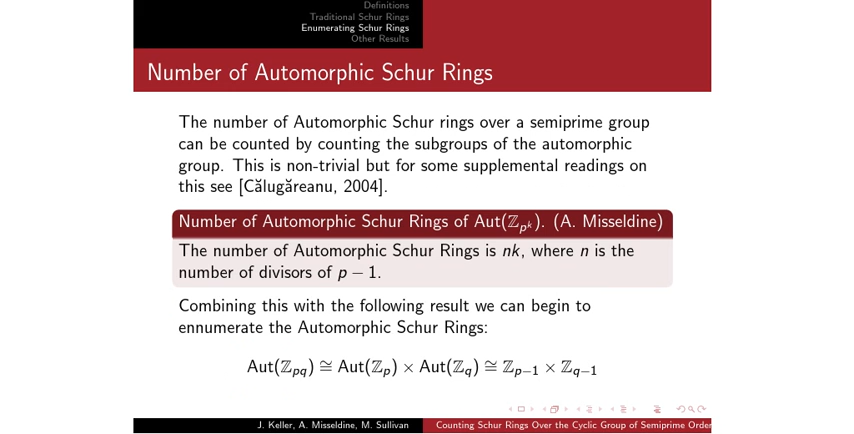 Definitions
Traditional Schur Rings
Enumerating Schur Rings
Other Results
Number of Automorphic Schur Rings
The number of Automorphic Schur rings over a semiprime group
can be counted by counting the subgroups of the automorphic
group. This is non-trivial but for some supplemental readings on
this see [Călugăreanu, 2004].
Number of Automorphic Schur Rings of Aut(ℤ_{p^k}). (A. Misseldine)
The number of Automorphic Schur Rings is nk, where n is the
number of divisors of p − 1.
Combining this with the following result we can begin to
ennumerate the Automorphic Schur Rings:
Aut(ℤ_{pq}) ≅ Aut(ℤ_p) × Aut(ℤ_q) ≅ ℤ_{p−1} × ℤ_{q−1}
J. Keller, A. Misseldine, M. Sullivan
Counting Schur Rings Over the Cyclic Group of Semiprime Order